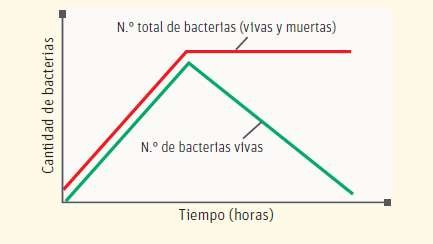 N.º total de bacterias (vivas y muertas)
Cantidad de bacterias
N.º de bacterias vivas
Tiempo (horas)